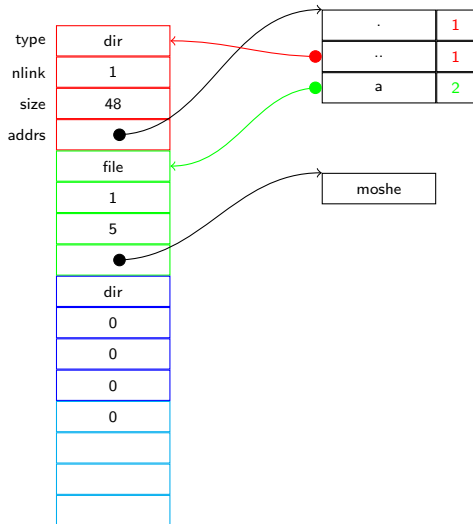 type dir
nlink 1
size 48
addrs
file
1
5
dir
0
0
0
0
. 1
.. 1
a 2
moshe